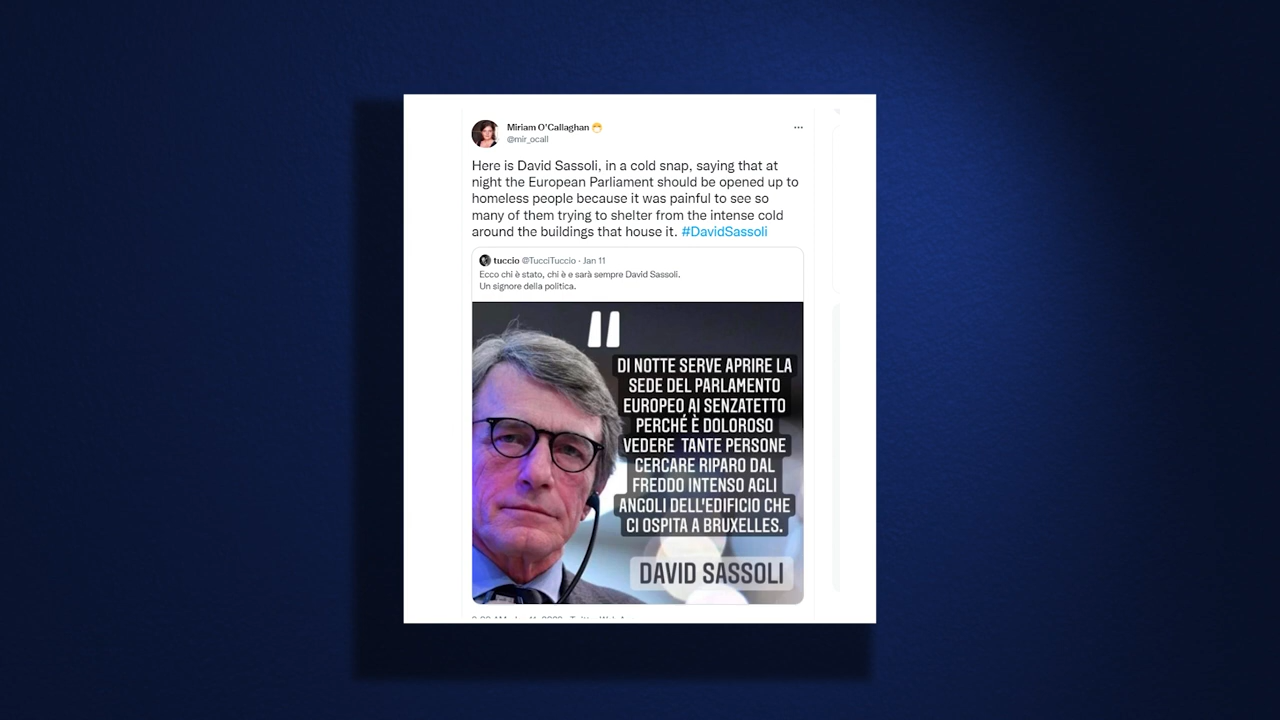 Miriam O'Callaghan
@mir_ocall
Here is David Sassoli, in a cold snap, saying that at
night the European Parliament should be opened up to
homeless people because it was painful to see so
many of them trying to shelter from the intense cold
around the buildings that house it. #DavidSassoli
tuccio @TucciTuccio · Jan 11
Ecco chi è stato, chi è e sarà sempre David Sassoli.
Un signore della politica.
"
DI NOTTE SERVE APRIRE LA
SEDE DEL PARLAMENTO
EUROPEO AI SENZATETTO
PERCHÉ È DOLOROSO
VEDERE TANTE PERSONE
CERCARE RIPARO DAL
FREDDO INTENSO AGLI
ANGOLI DELL'EDIFICIO CHE
CI OSPITA A BRUXELLES.
DAVID SASSOLI